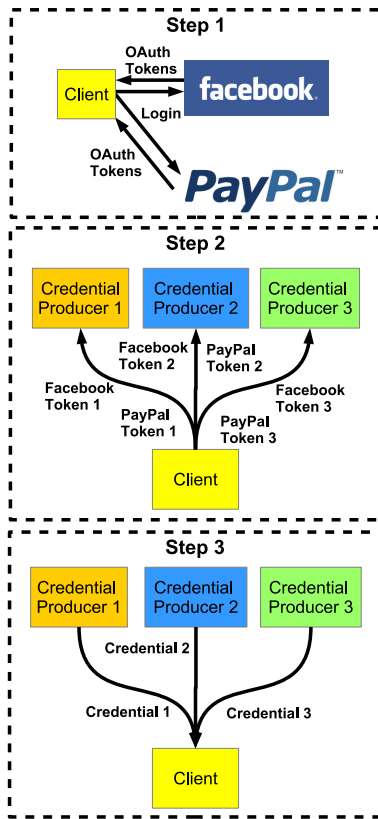 Step 1
OAuth
Tokens
Client
facebook.
Login
OAuth
Tokens
PayPal™
Step 2
Credential
Producer 1
Credential
Producer 2
Credential
Producer 3
Facebook
Token 2
PayPal
Token 2
Facebook
Token 1
Facebook
Token 3
PayPal
Token 1
PayPal
Token 3
Client
Step 3
Credential
Producer 1
Credential
Producer 2
Credential
Producer 3
Credential 2
Credential 1
Credential 3
Client